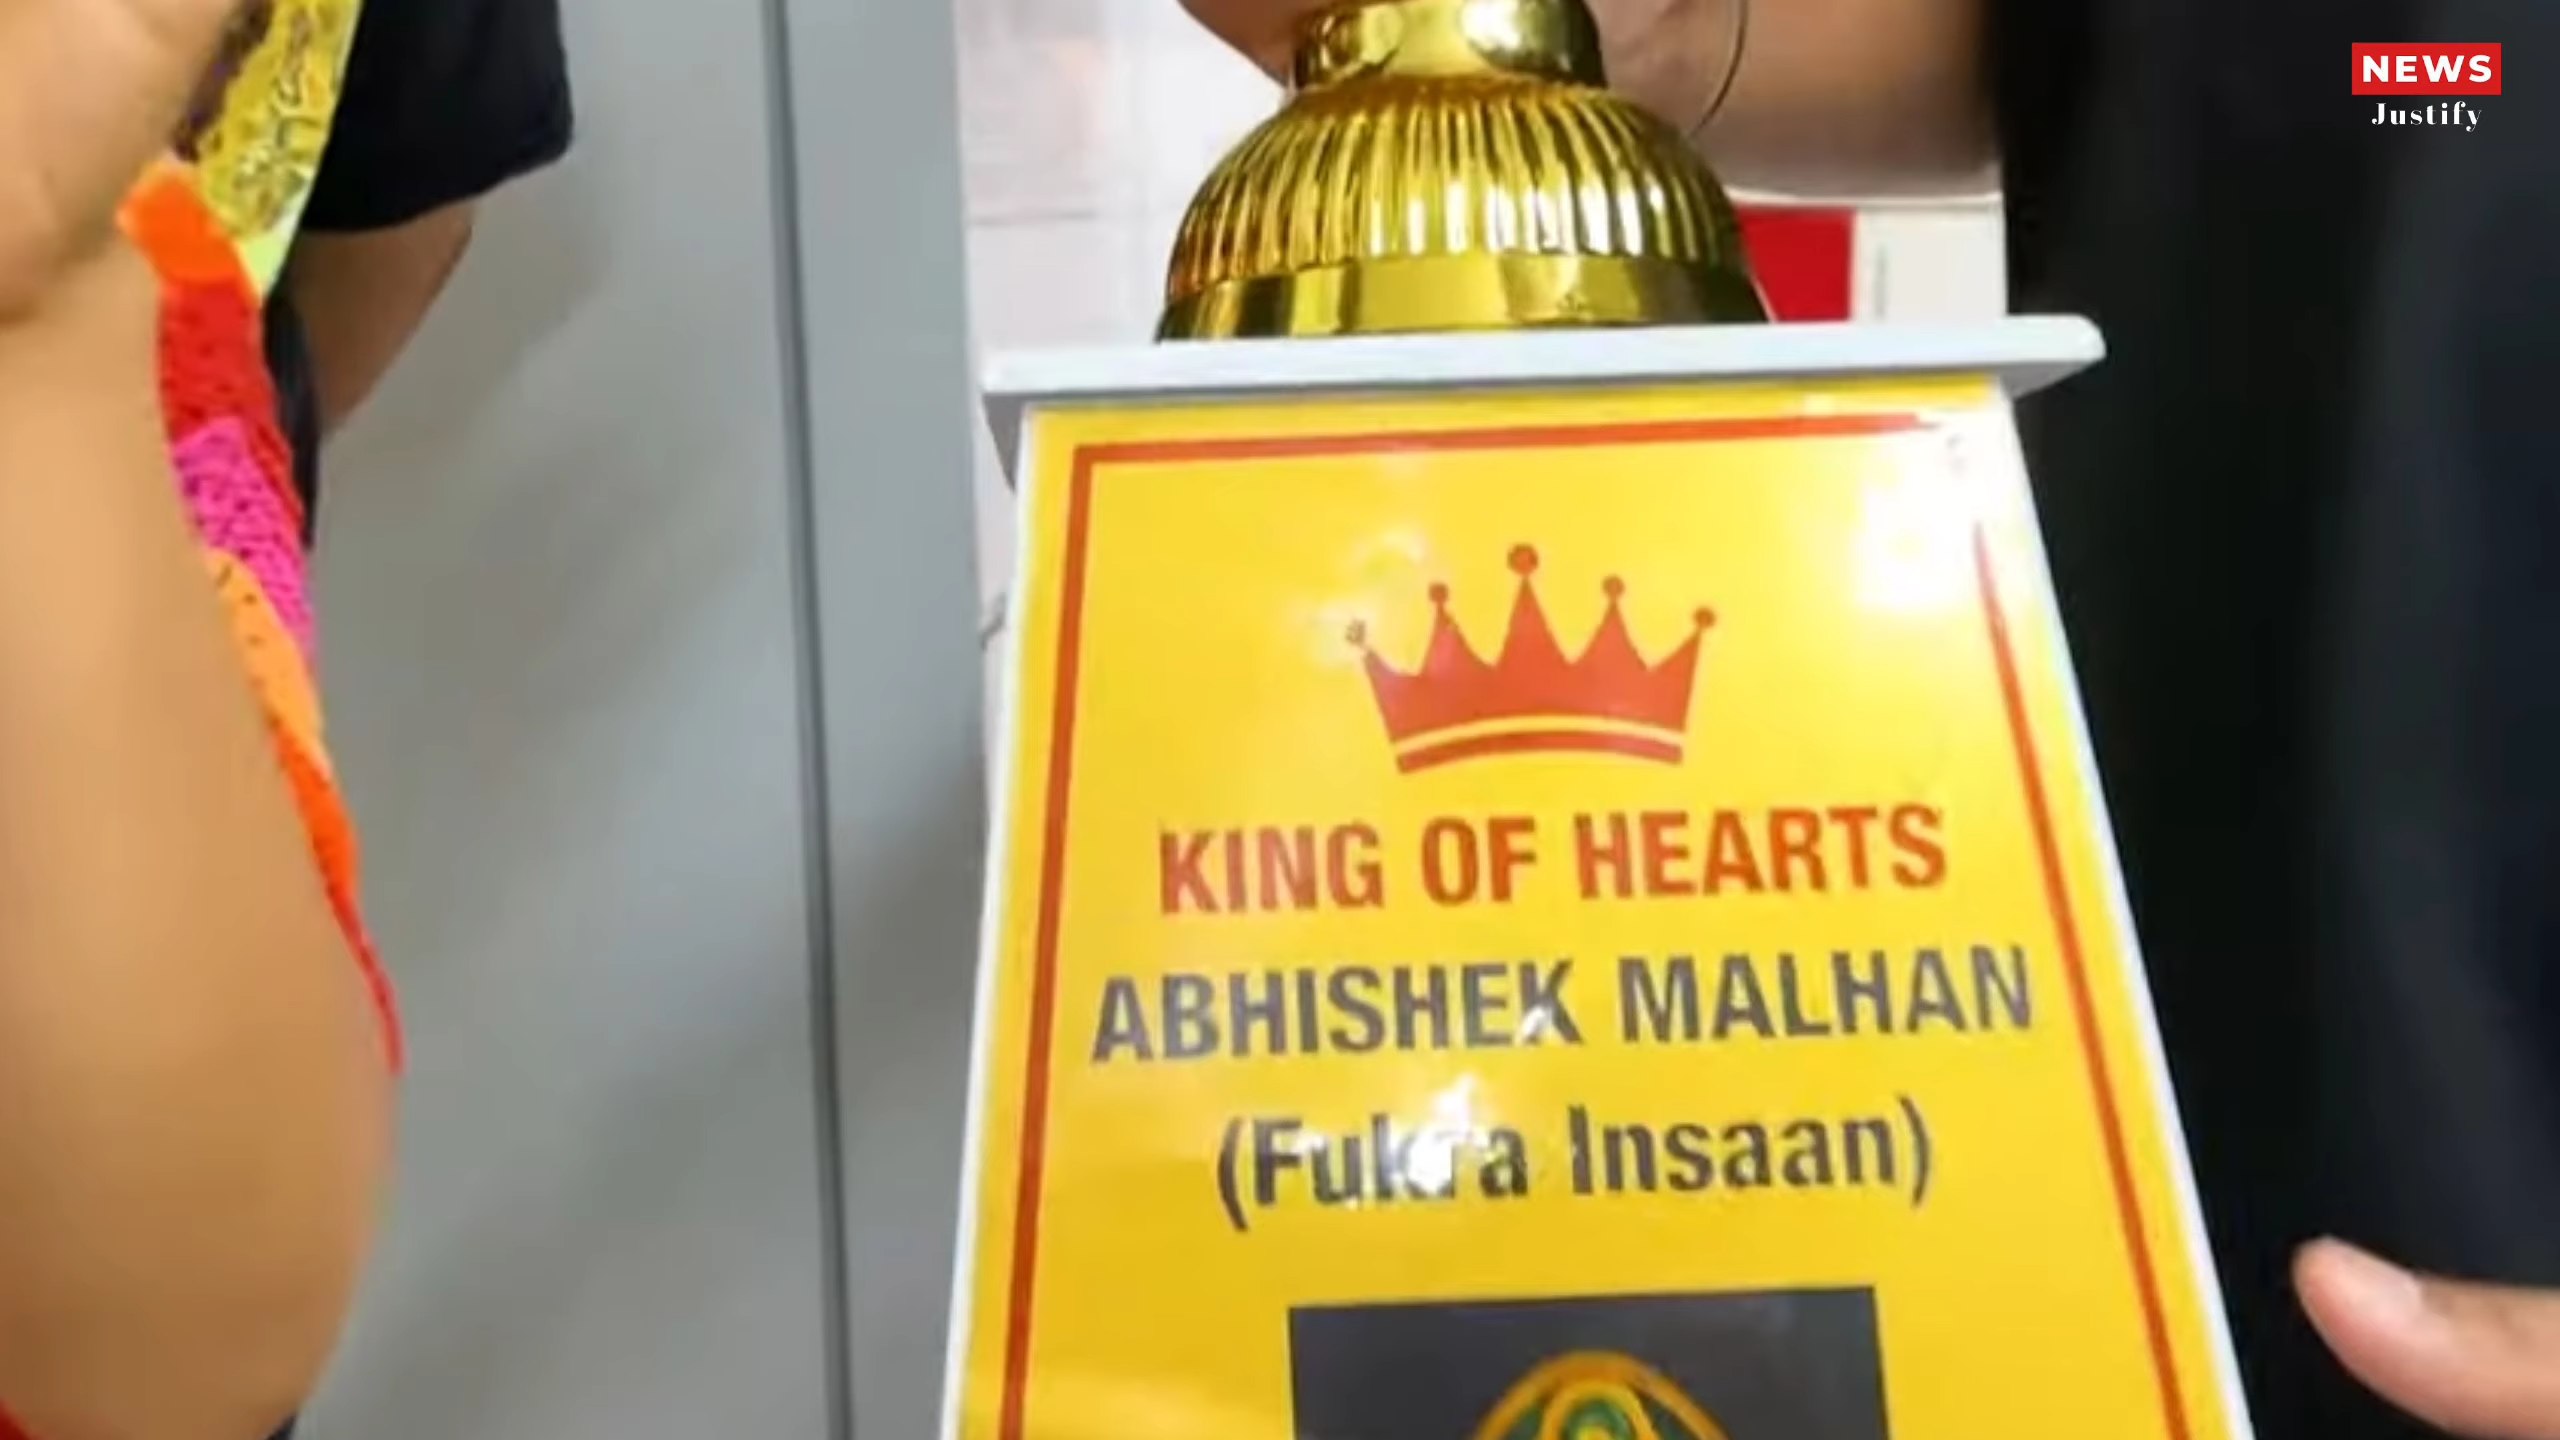 NEWS
Justify
KING OF HEARTS
ABHISHEK MALHAN
(Fukra Insaan)